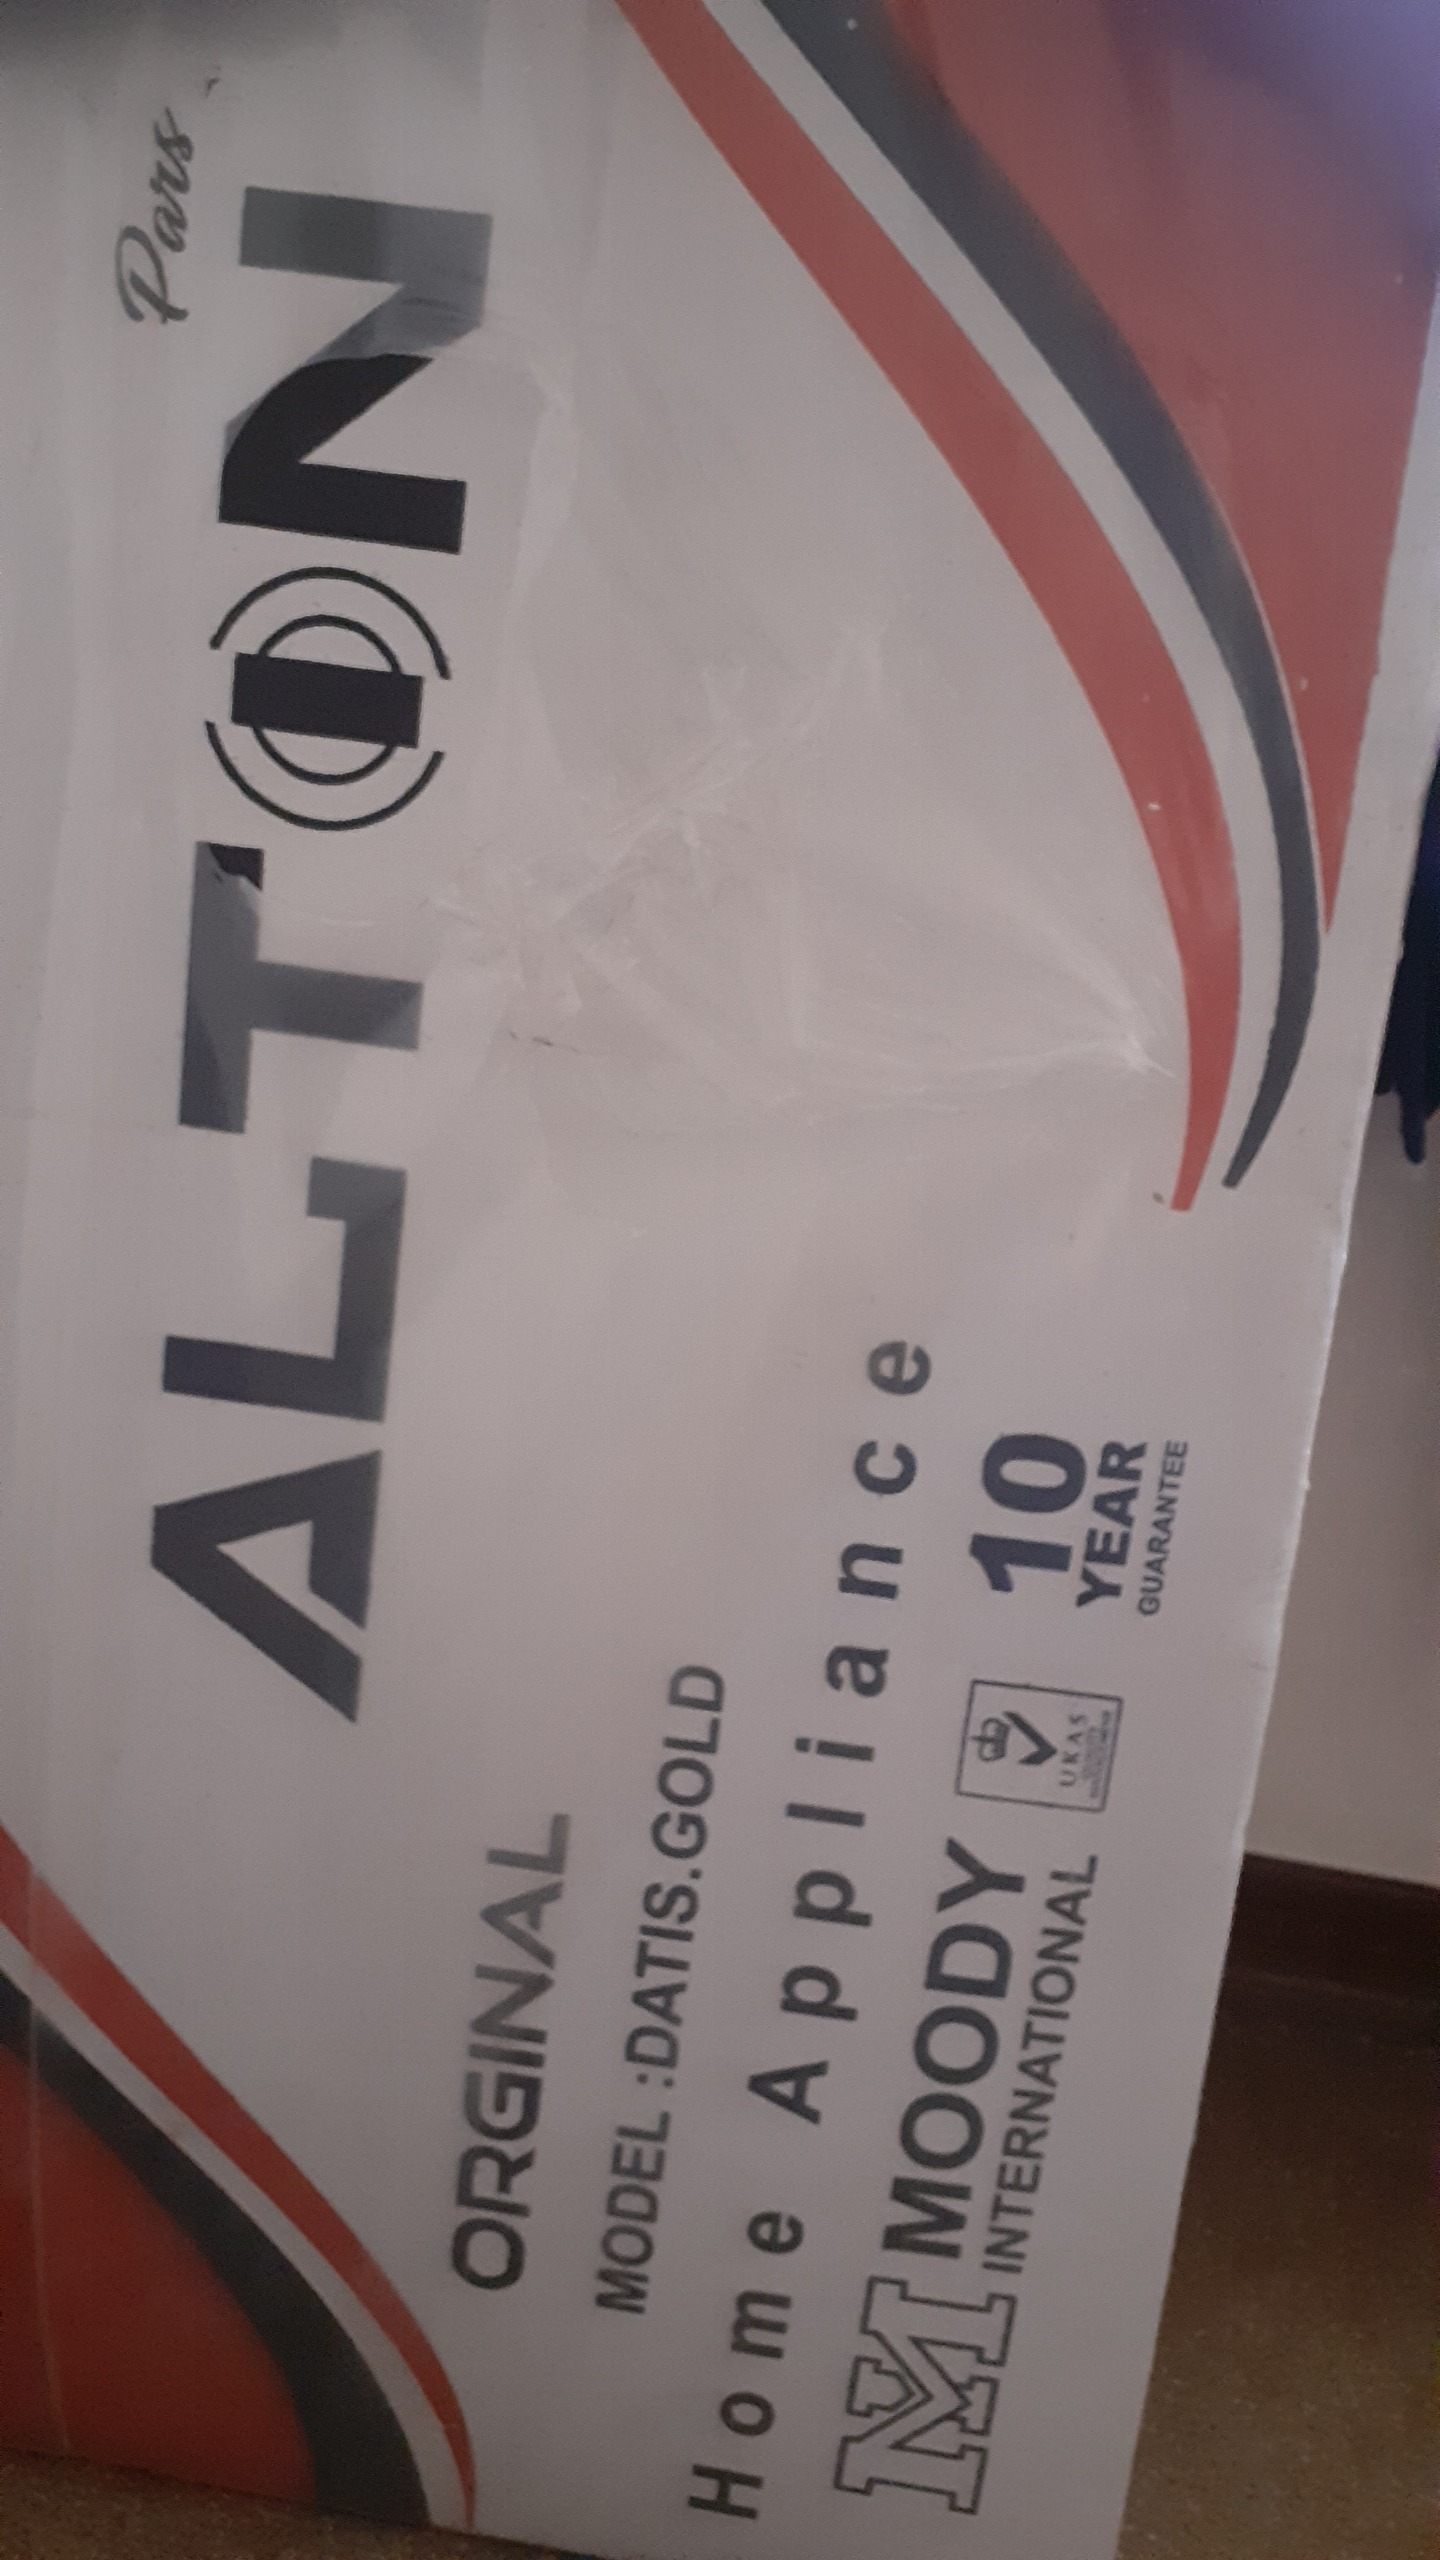 Pars
ALTON
ORGINAL
MODEL :DATIS.GOLD
Home Appliance
MOODY
INTERNATIONAL
UKAS
10
YEAR
GUARANTEE